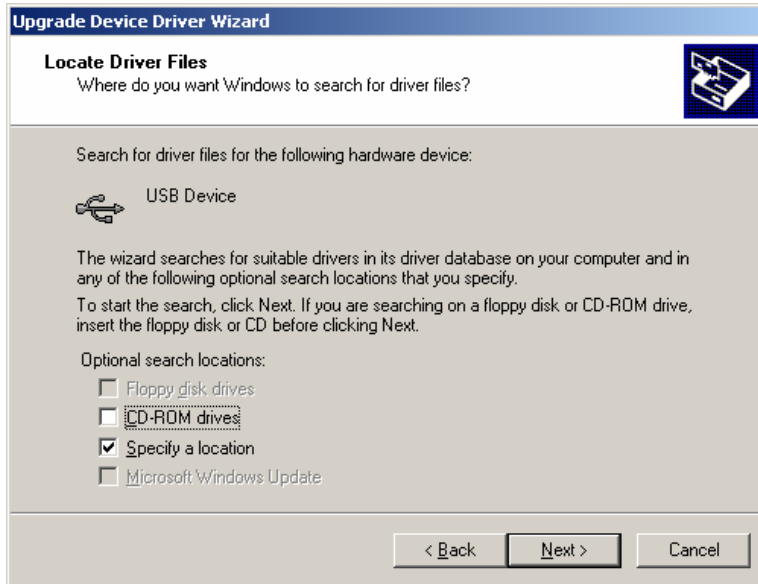 Upgrade Device Driver Wizard
Locate Driver Files
Where do you want Windows to search for driver files?
Search for driver files for the following hardware device:
USB Device
The wizard searches for suitable drivers in its driver database on your computer and in
any of the following optional search locations that you specify.
To start the search, click Next. If you are searching on a floppy disk or CD-ROM drive,
insert the floppy disk or CD before clicking Next.
Optional search locations:
Floppy disk drives
CD-ROM drives
Specify a location
Microsoft Windows Update
< Back Next > Cancel